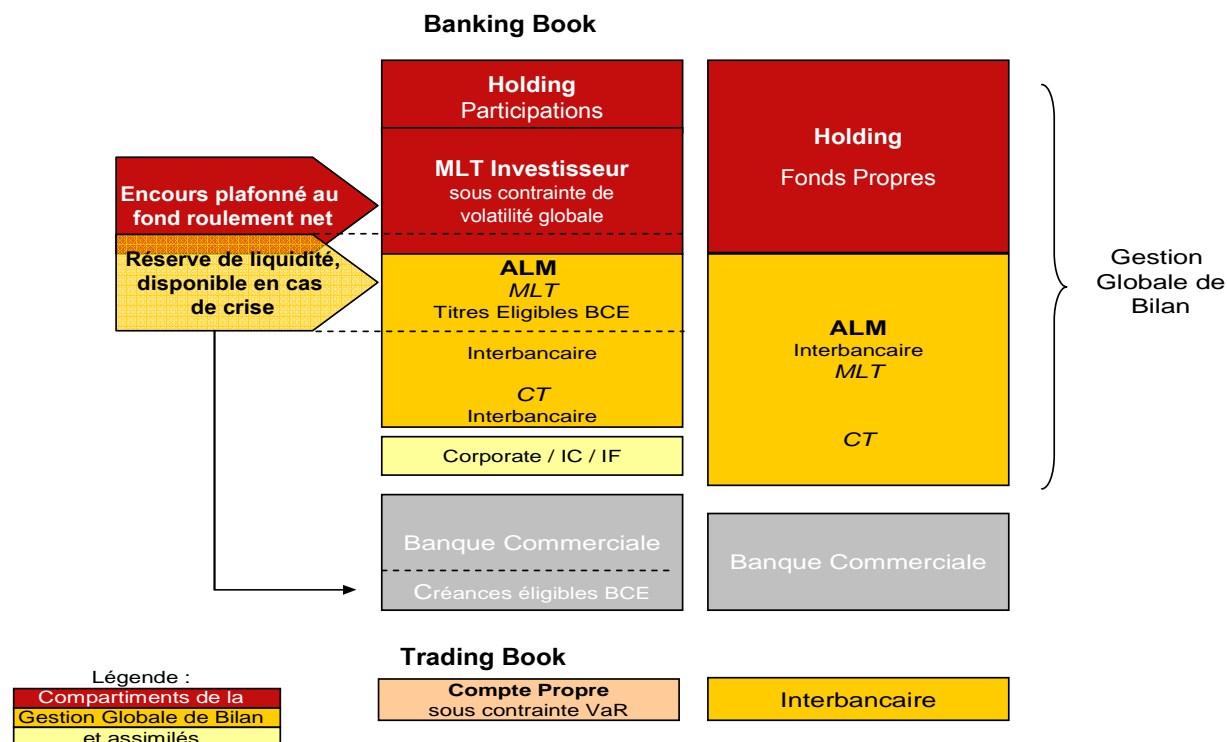 Banking Book
Holding
Participations
MLT Investisseur
sous contrainte de
volatilité globale
Holding
Fonds Propres
Encours plafonné au
fond roulement net
Réserve de liquidité,
disponible en cas
de crise
ALM
MLT
Titres Eligibles BCE
Interbancaire
CT
Interbancaire
ALM
Interbancaire
MLT
CT
Gestion
Globale de
Bilan
Corporate / IC / IF
Banque Commerciale
Créances éligibles BCE
Banque Commerciale
Trading Book
Compte Propre
sous contrainte VaR
Interbancaire
Légende :
Compartiments de la
Gestion Globale de Bilan
et assimilés